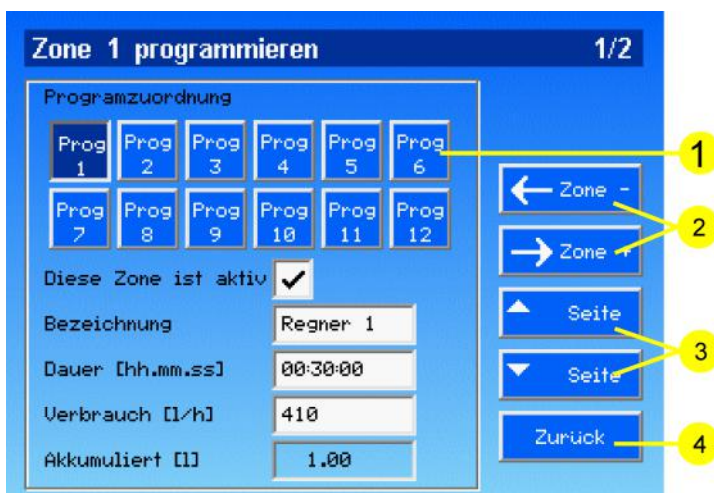 Zone 1 programmieren 1/2
Programzuordnung
Prog 1 Prog 2 Prog 3 Prog 4 Prog 5 Prog 6
Prog 7 Prog 8 Prog 9 Prog 10 Prog 11 Prog 12
Diese Zone ist aktiv
Bezeichnung Regner 1
Dauer [hh.mm.ss] 00:30:00
Verbrauch [l/h] 410
Akkumuliert [l] 1.00
Zone -
Zone +
Seite
Seite
Zurück
1
2
3
4